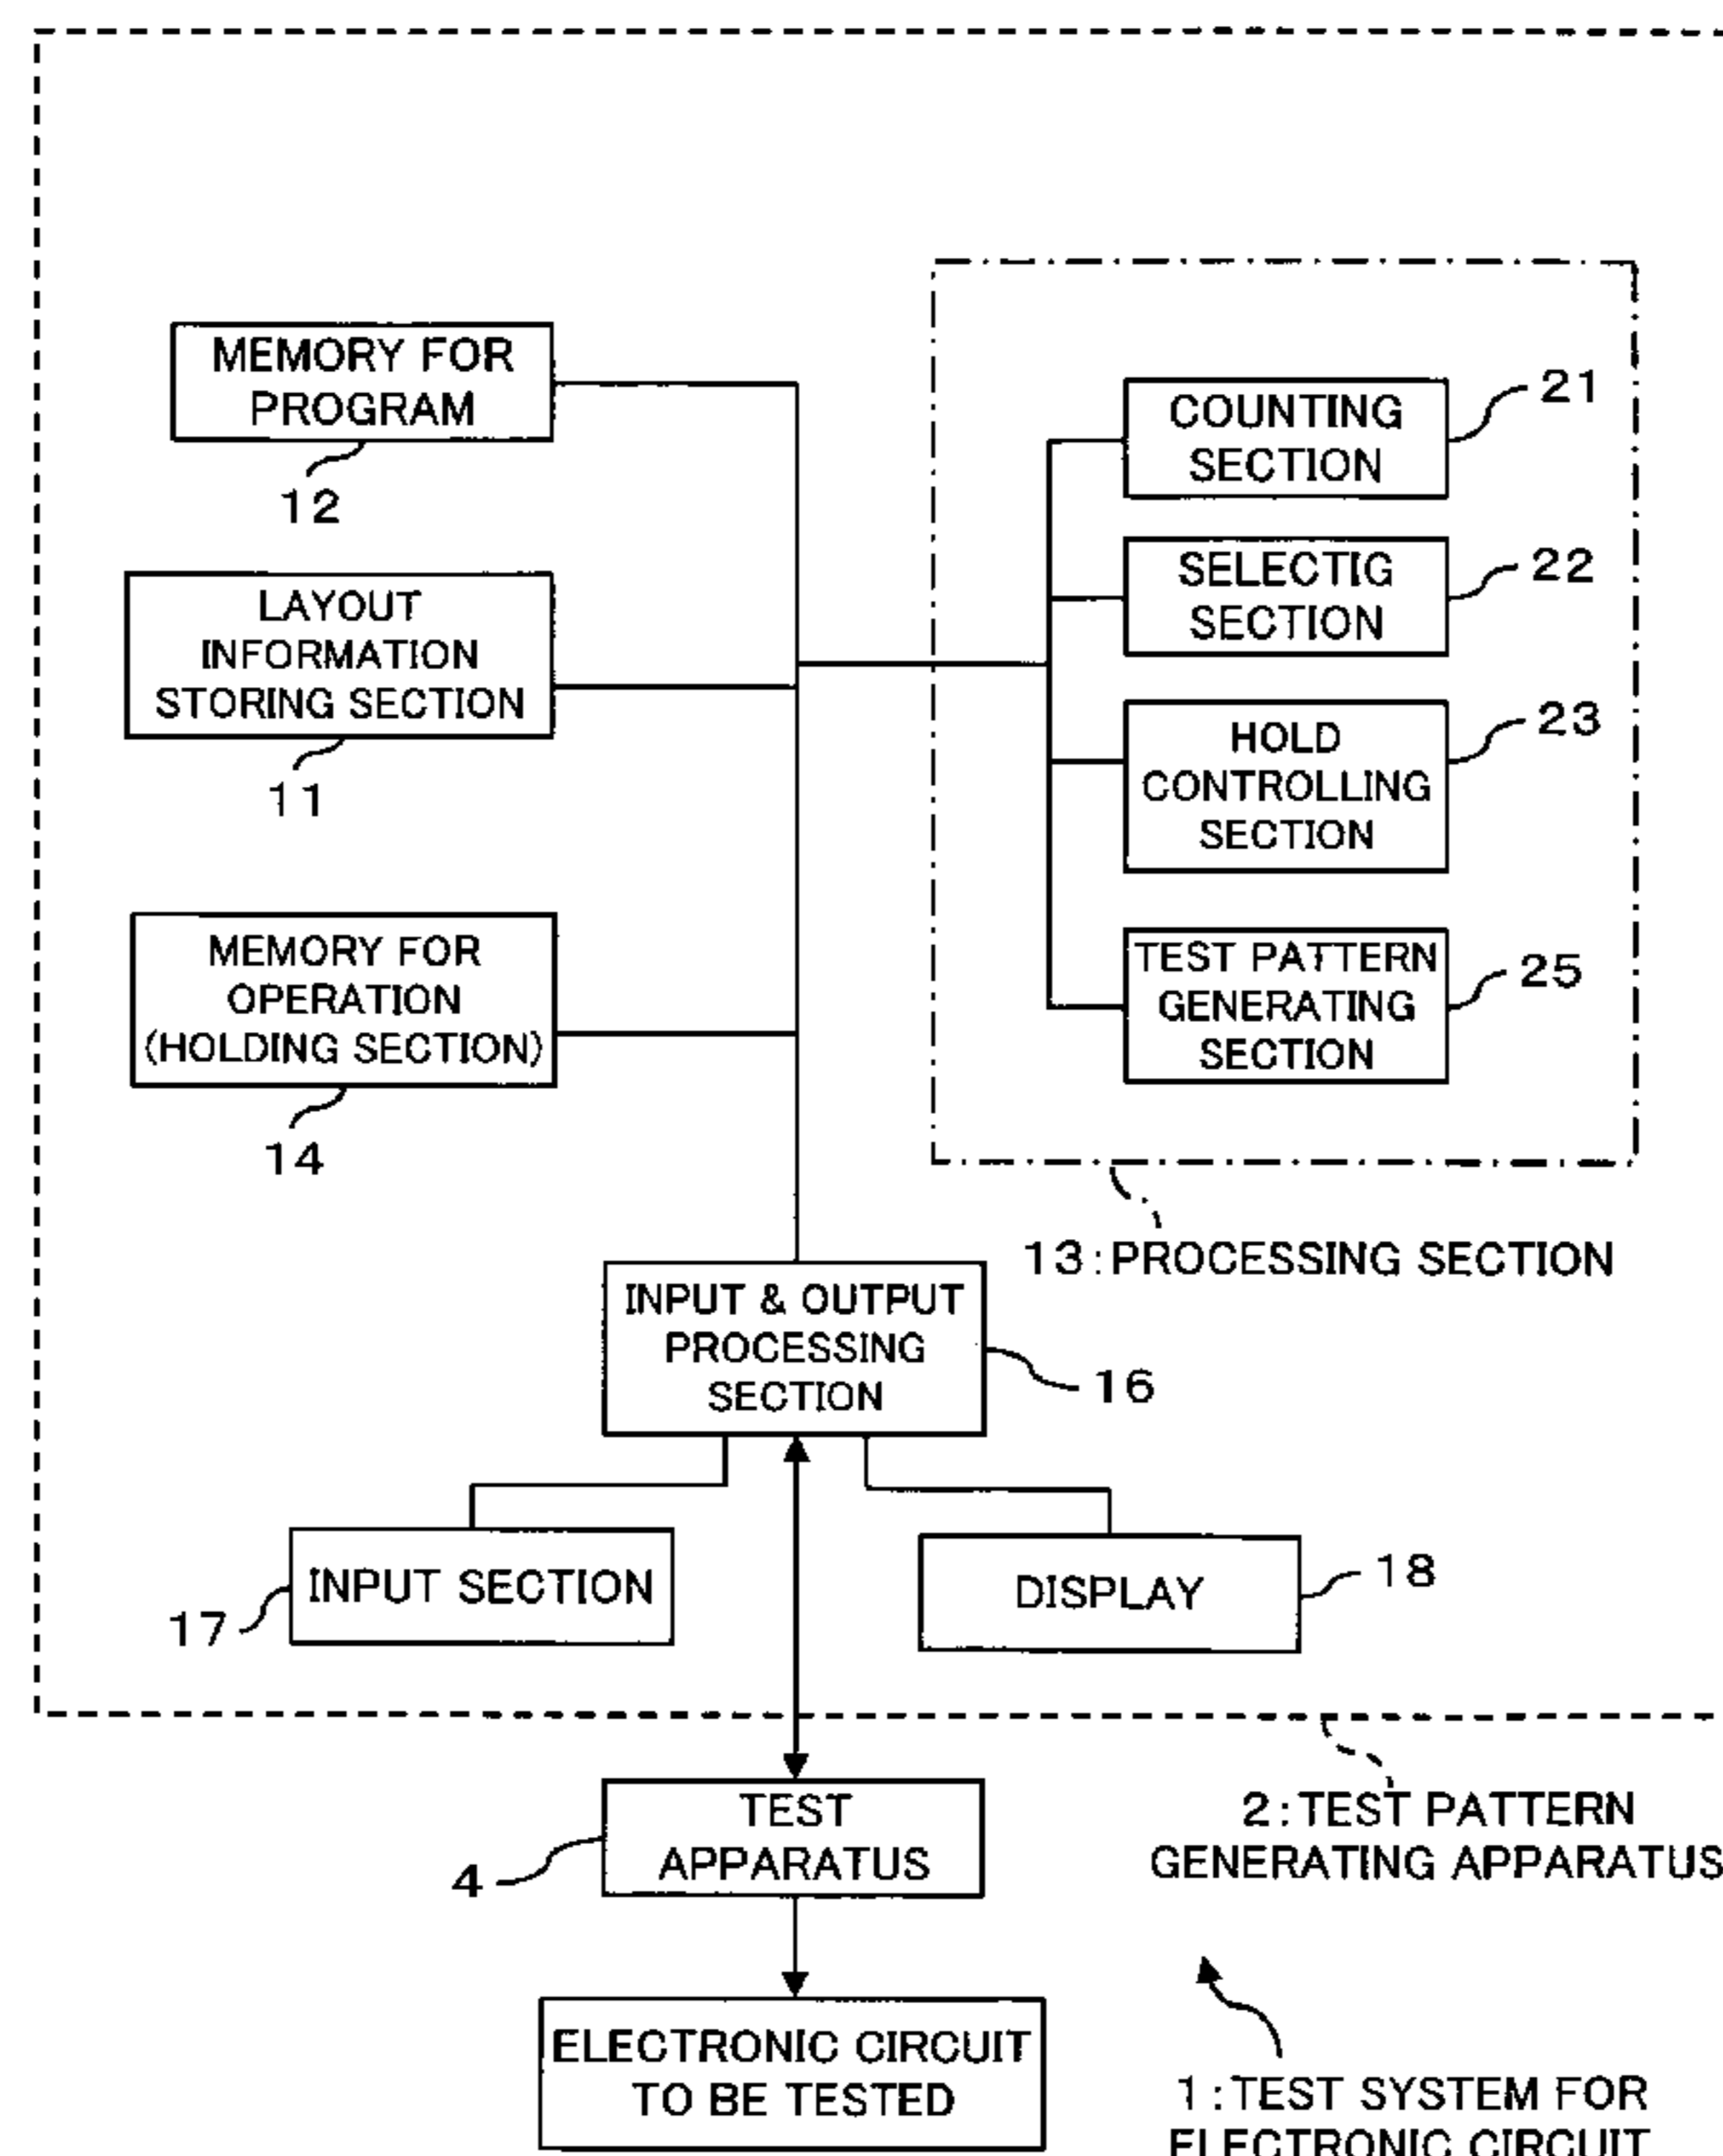 MEMORY FOR
PROGRAM
12
LAYOUT
INFORMATION
STORING SECTION
11
MEMORY FOR
OPERATION
(HOLDING SECTION)
14
COUNTING
SECTION
21
SELECTIG
SECTION
22
HOLD
CONTROLLING
SECTION
23
TEST PATTERN
GENERATING
SECTION
25
13:PROCESSING SECTION
INPUT & OUTPUT
PROCESSING
SECTION
16
INPUT SECTION
17
DISPLAY
18
TEST
APPARATUS
4
2:TEST PATTERN
GENERATING APPARATUS
ELECTRONIC CIRCUIT
TO BE TESTED
1:TEST SYSTEM FOR
ELECTRONIC CIRCUIT